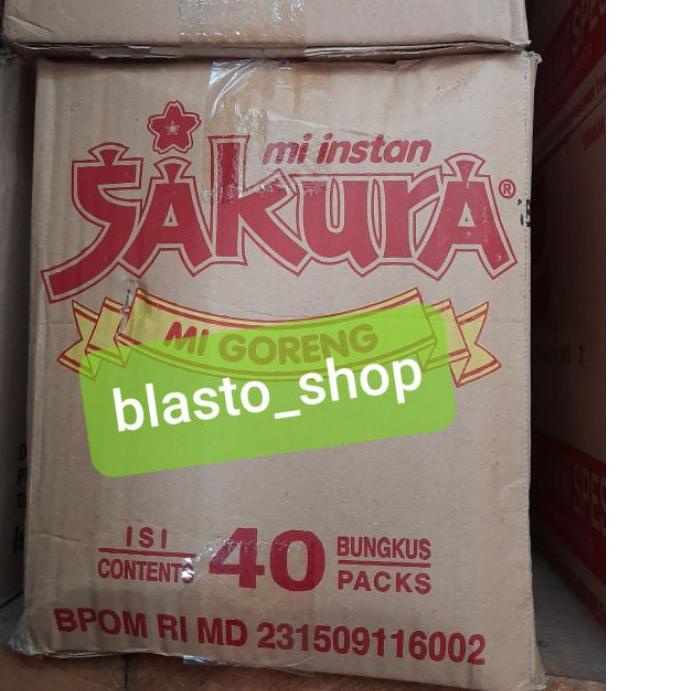 mi instan
SAKURA®
MI GORENG
blasto_shop
ISI 40 BUNGKUS
CONTENTS PACKS
BPOM RI MD 231509116002